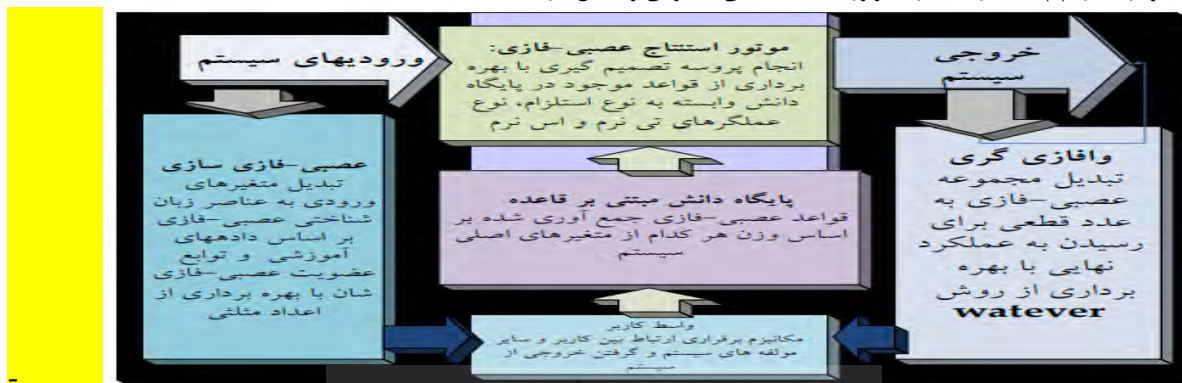 ورودیهای سیستم
موتور استنتاج عصبی-فازی:
انجام پروسه تصمیم گیری با بهره
برداری از قواعد موجود در پایگاه
دانش وابسته به نوع استلزام، نوع
عملگرهای تی نرم و اس نرم
خروجی
سیستم
عصبی-فازی سازی
تبدیل متغیرهای
ورودی به عناصر زبان
شناختی عصبی-فازی
بر اساس دادههای
آموزشی و توابع
عضویت عصبی-فازی
شان با بهره برداری از
اعداد مثلثی
پایگاه دانش مبتنی بر قاعده
قواعد عصبی-فازی جمع آوری شده بر
اساس وزن هر کدام از متغیرهای اصلی
سیستم
وافازی گری
تبدیل مجموعه
عصبی-فازی به
عدد قطعی برای
رسیدن به عملکرد
نهایی با بهره
برداری از روش
watever
واسط کاربر
مکانیزم برقراری ارتباط بین کاربر و سایر
مولفه های سیستم و گرفتن خروجی از
سیستم
-